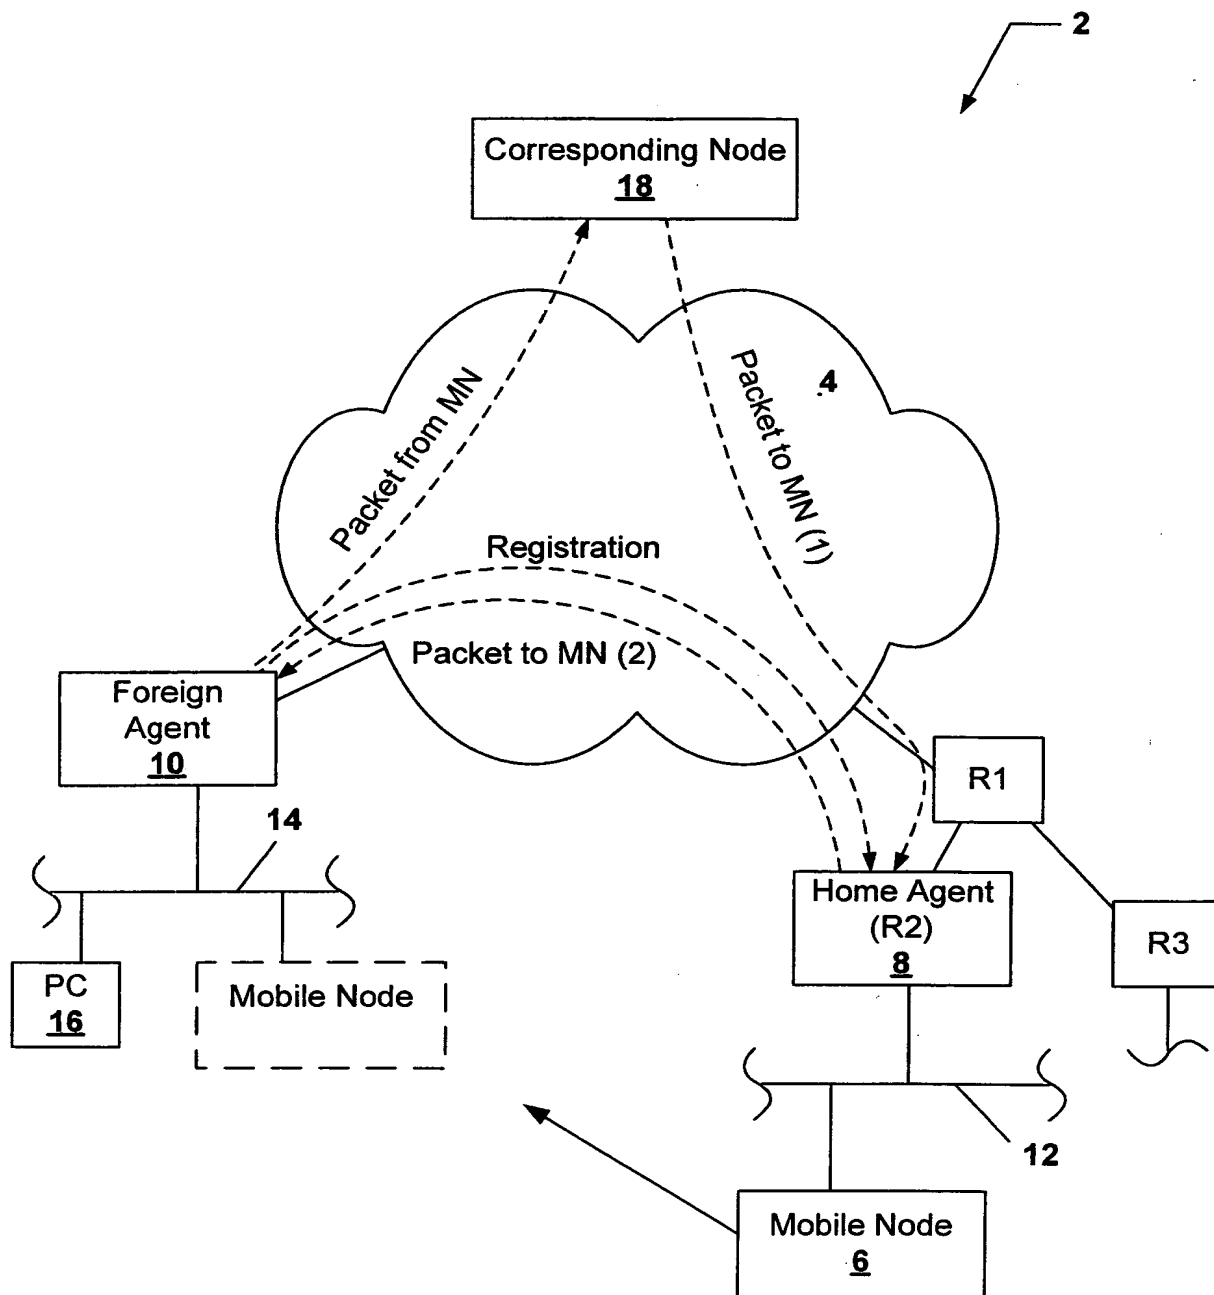 2
Corresponding Node
18
4
Packet from MN
Packet to MN (1)
Registration
Packet to MN (2)
Foreign
Agent
10
R1
14
Home Agent
(R2)
8
R3
PC
16
Mobile Node
12
Mobile Node
6